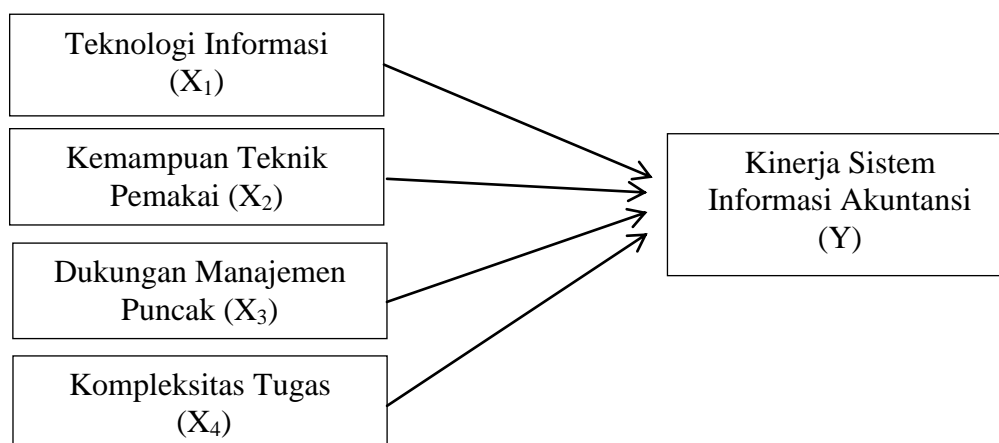 Teknologi Informasi
(X₁)
Kemampuan Teknik
Pemakai (X₂)
Dukungan Manajemen
Puncak (X₃)
Kompleksitas Tugas
(X₄)
Kinerja Sistem
Informasi Akuntansi
(Y)